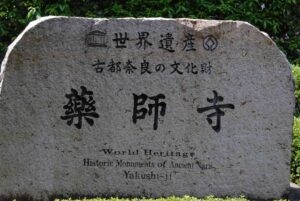 世界遺産
古都奈良の文化財
藥師寺
World Heritage
Historic Monuments of Ancient Nara
Yakushi-ji